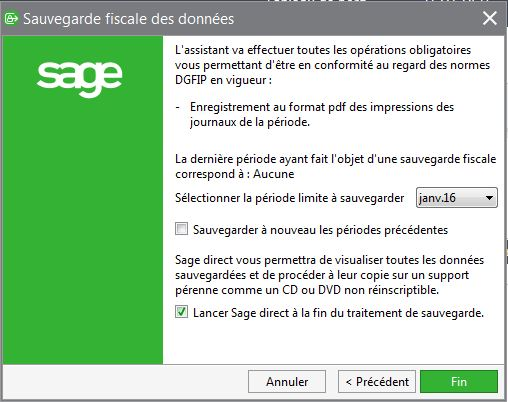 Sauvegarde fiscale des données
sage
L'assistant va effectuer toutes les opérations obligatoires
vous permettant d'être en conformité au regard des normes
DGFIP en vigueur :
- Enregistrement au format pdf des impressions des
journaux de la période.
La dernière période ayant fait l'objet d'une sauvegarde fiscale
correspond à : Aucune
Sélectionner la période limite à sauvegarder janv.16
Sauvegarder à nouveau les périodes précédentes
Sage direct vous permettra de visualiser toutes les données
sauvegardées et de procéder à leur copie sur un support
pérenne comme un CD ou DVD non réinscriptible.
Lancer Sage direct à la fin du traitement de sauvegarde.
Annuler < Précédent Fin